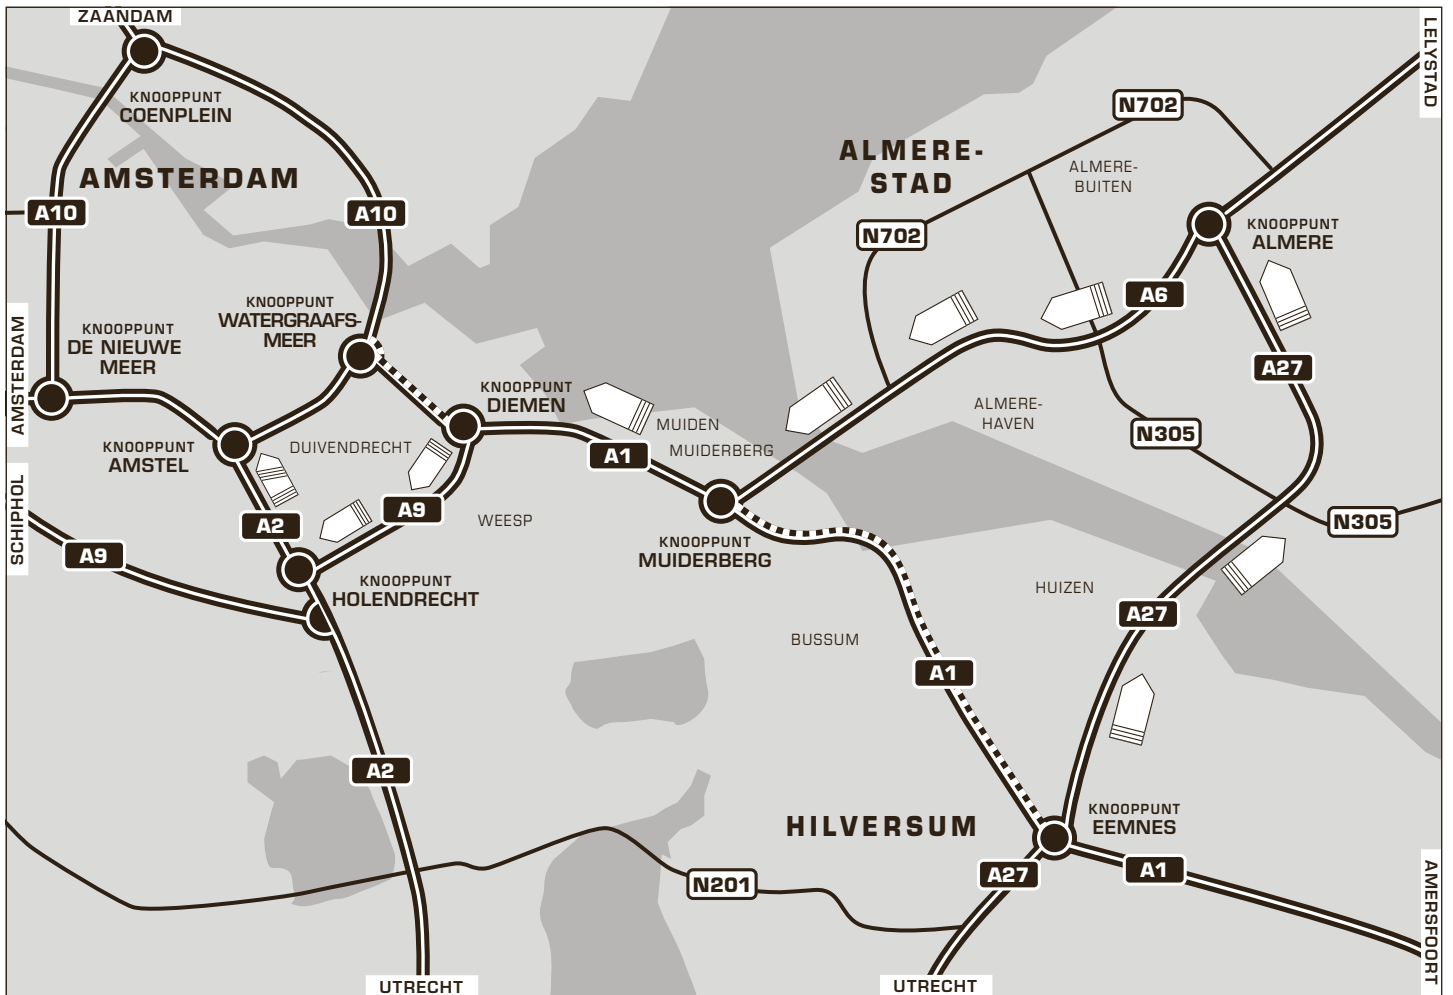 ZAANDAM
KNOOPPUNT
COENPLEIN
AMSTERDAM
A10
A10
LELYSTAD
N702
ALMERE-
STAD
ALMERE-
BUITEN
N702
KNOOPPUNT
ALMERE
KNOOPPUNT
WATERGRAAFS-
MEER
A6
AMSTERDAM
KNOOPPUNT
DE NIEUWE
MEER
KNOOPPUNT
DIEMEN
A27
ALMERE-
HAVEN
MUIDEN
MUIDERBERG
N305
KNOOPPUNT
AMSTEL
DUIVENDRECHT
A1
SCHIPHOL
A9
A2
A9
WEESP
N305
KNOOPPUNT
MUIDERBERG
KNOOPPUNT
HOLENDRECHT
HUIZEN
A27
BUSSUM
A1
A2
HILVERSUM
KNOOPPUNT
EEMNES
N201
A27
A1
AMERSFOORT
UTRECHT
UTRECHT